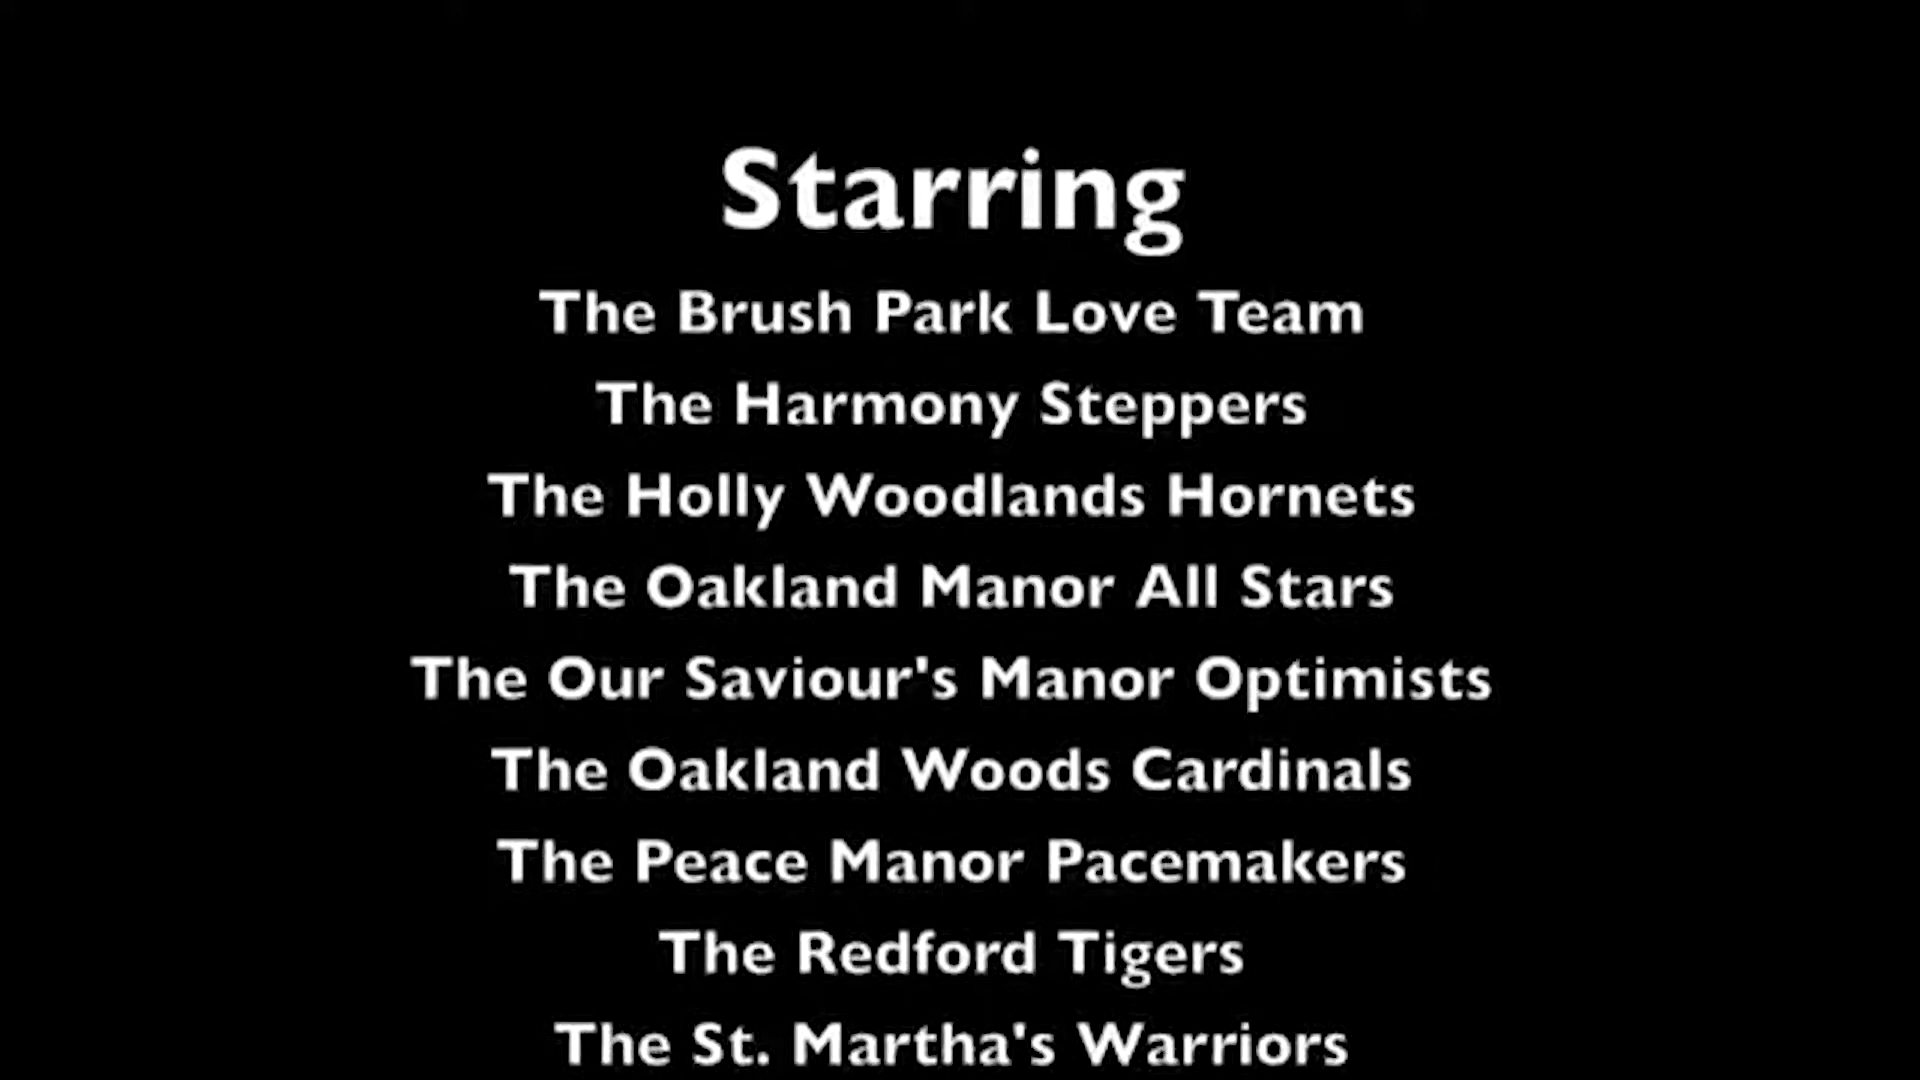 Starring
The Brush Park Love Team
The Harmony Steppers
The Holly Woodlands Hornets
The Oakland Manor All Stars
The Our Saviour's Manor Optimists
The Oakland Woods Cardinals
The Peace Manor Pacemakers
The Redford Tigers
The St. Martha's Warriors